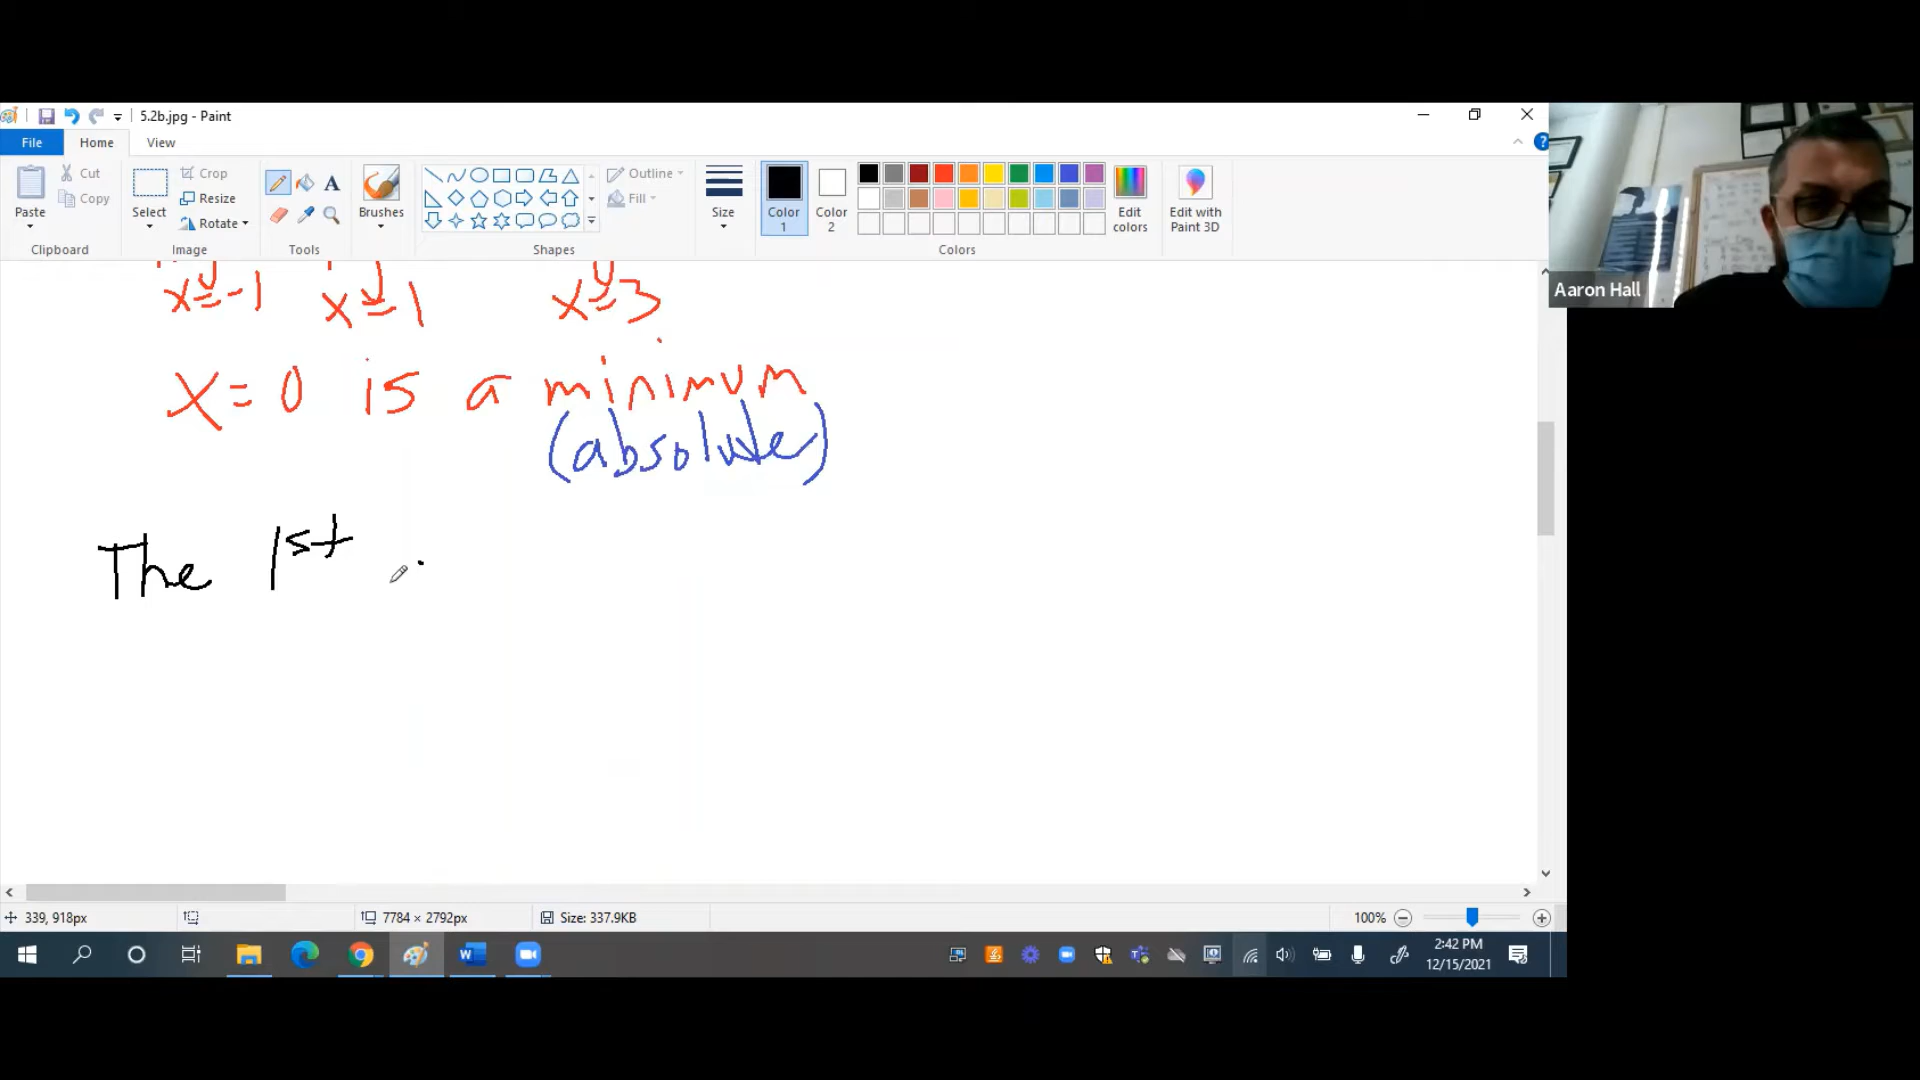 5.2b.jpg - Paint
File Home View
Paste Cut Copy Clipboard
Select Crop Resize Rotate Image
Tools
Brushes
Shapes Outline Fill
Size
Color 1 Color 2
Edit colors Colors
Edit with Paint 3D
Aaron Hall
x=-1 x=1 x=3
x=0 is a minimum
(absolute)
The 1st
339, 918px 7784 × 2792px Size: 337.9KB 100%
2:42 PM
12/15/2021